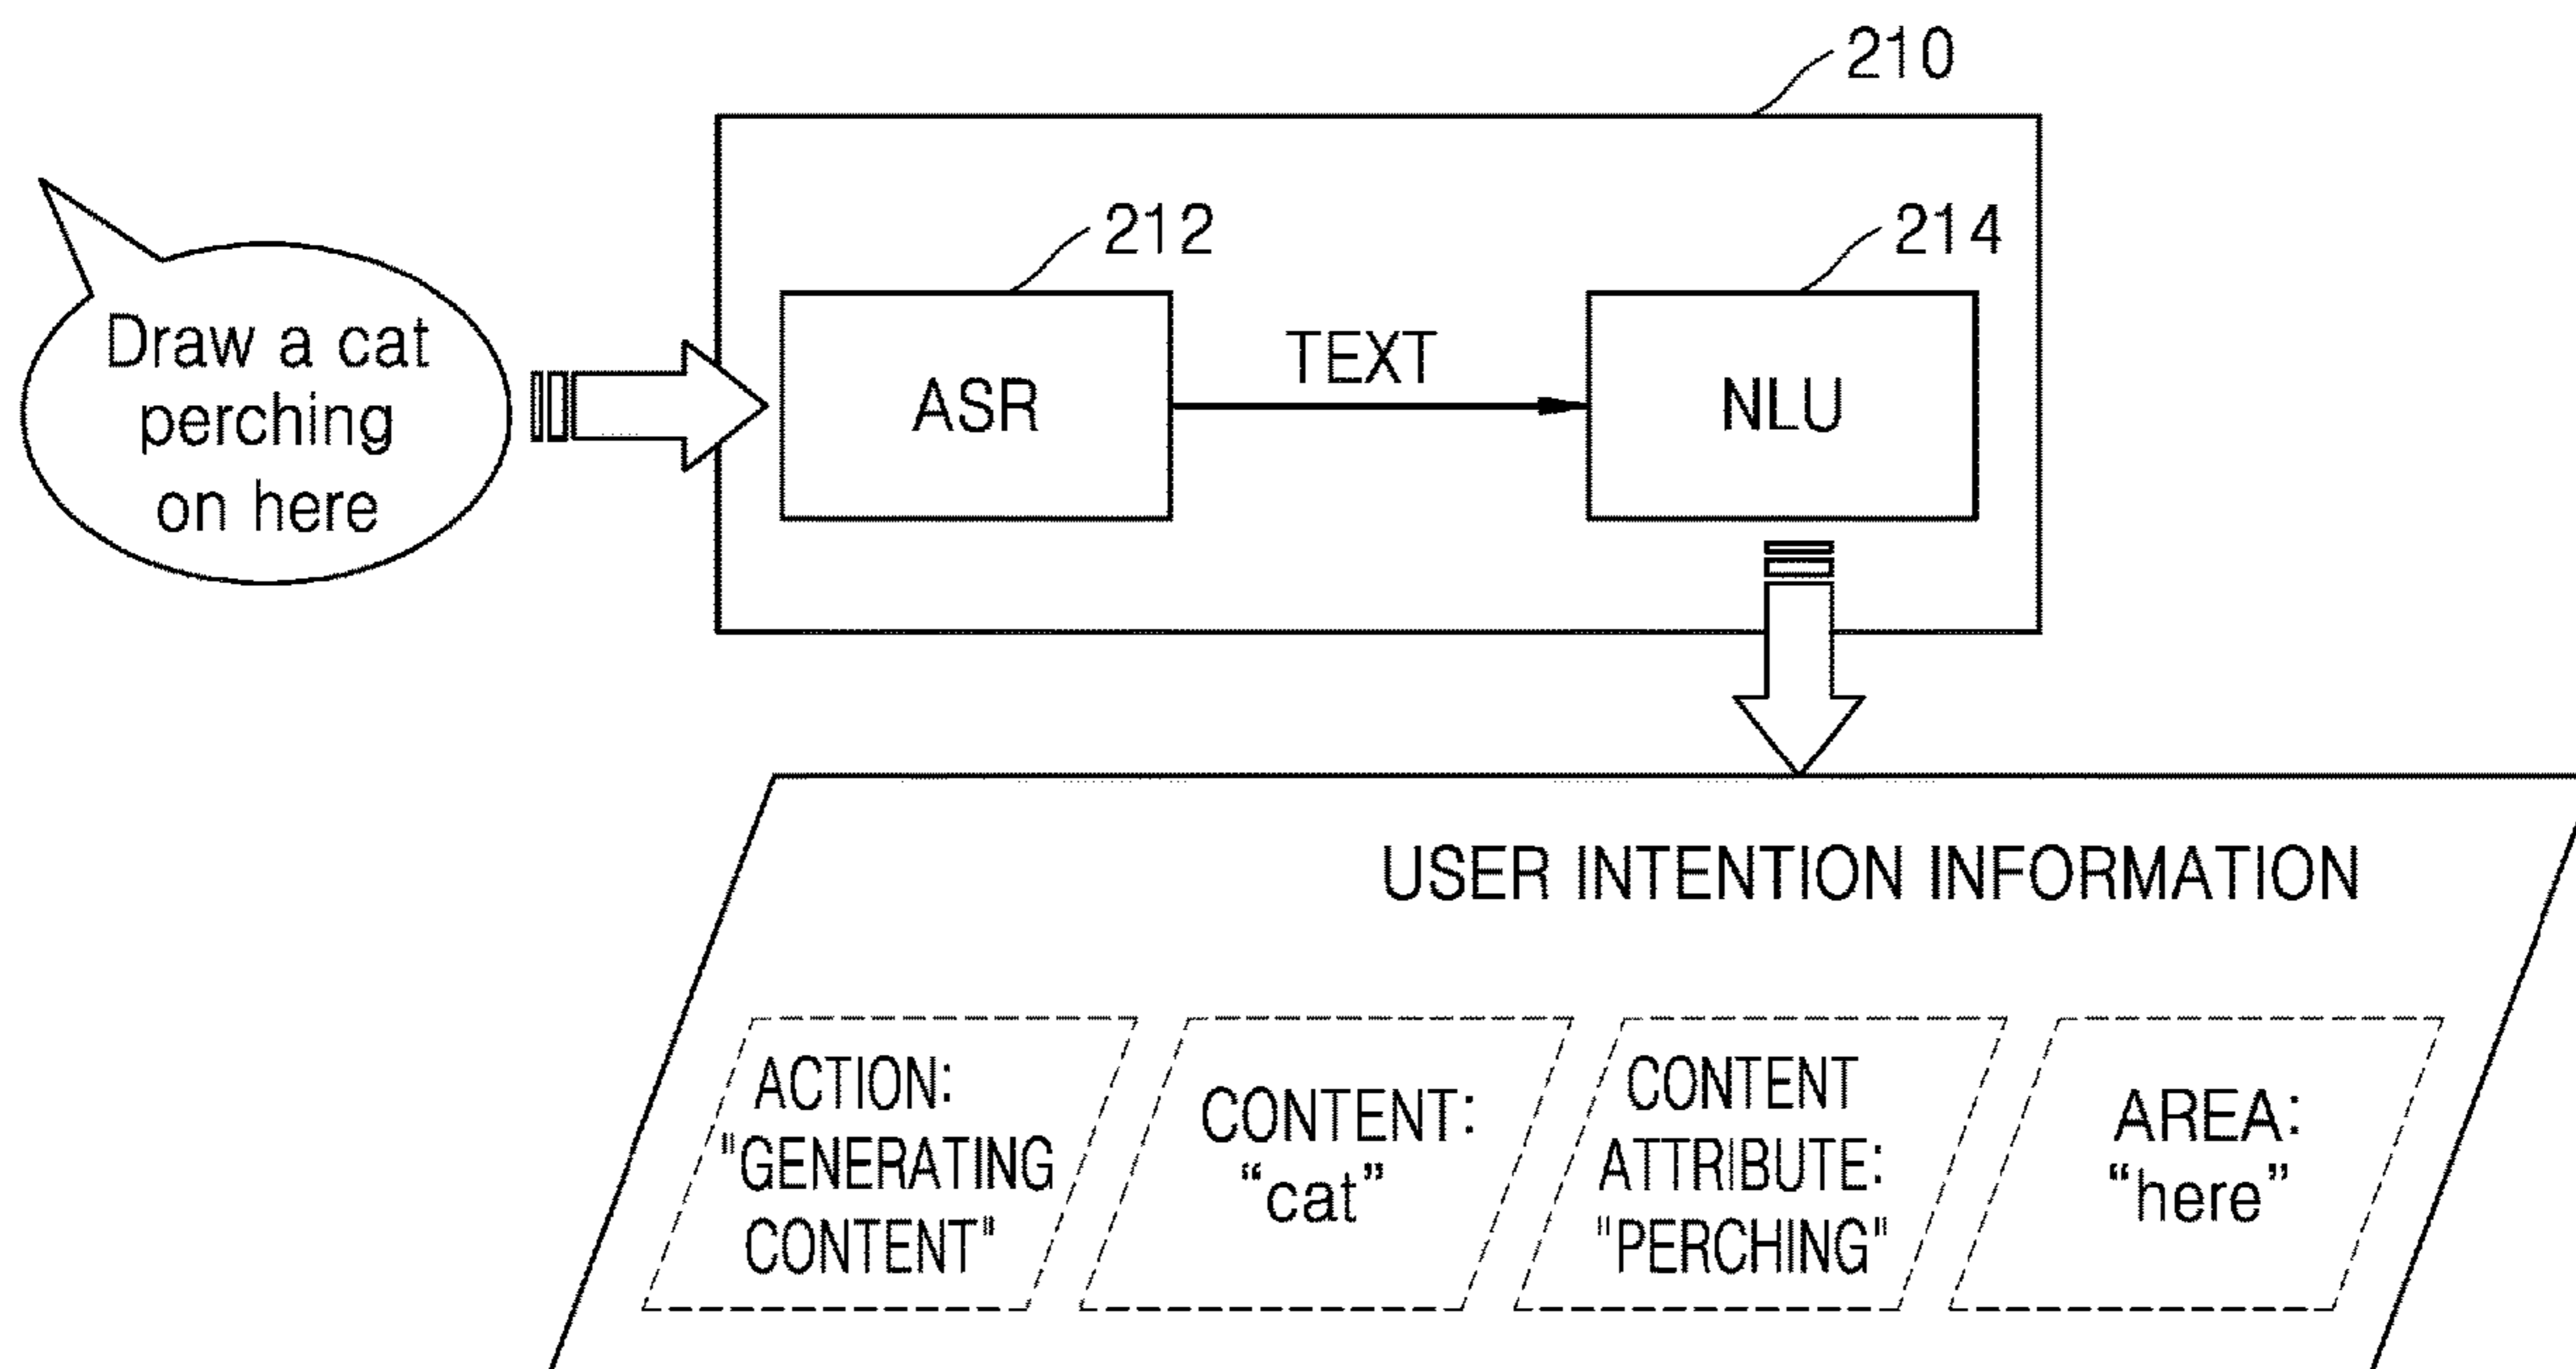 210
212
214
Draw a cat
perching
on here
ASR
TEXT
NLU
USER INTENTION INFORMATION
ACTION:
"GENERATING
CONTENT"
CONTENT:
“cat”
CONTENT
ATTRIBUTE:
"PERCHING"
AREA:
“here”